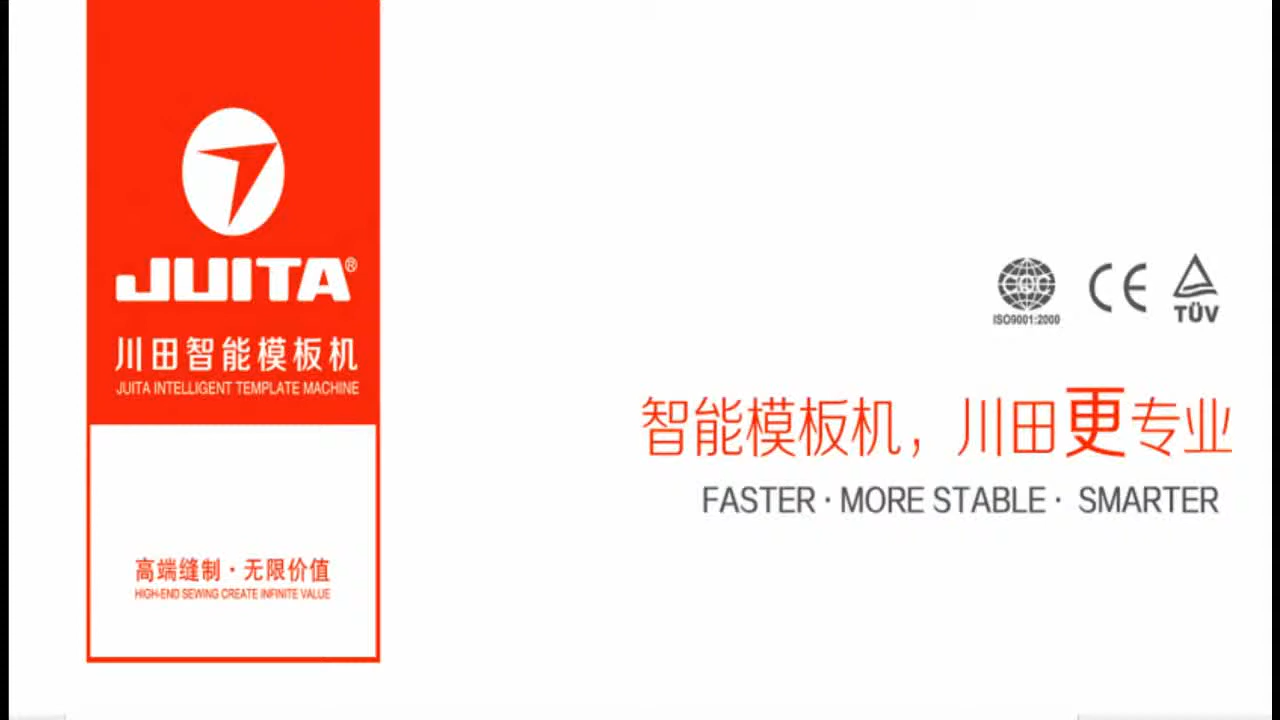 JUITA®
川田智能模板机
JUITA INTELLIGENT TEMPLATE MACHINE
高端缝制·无限价值
HIGH-END SEWING CREATE INFINITE VALUE
CQC
ISO9001:2000
CE
TÜV
智能模板机，川田更专业
FASTER · MORE STABLE · SMARTER